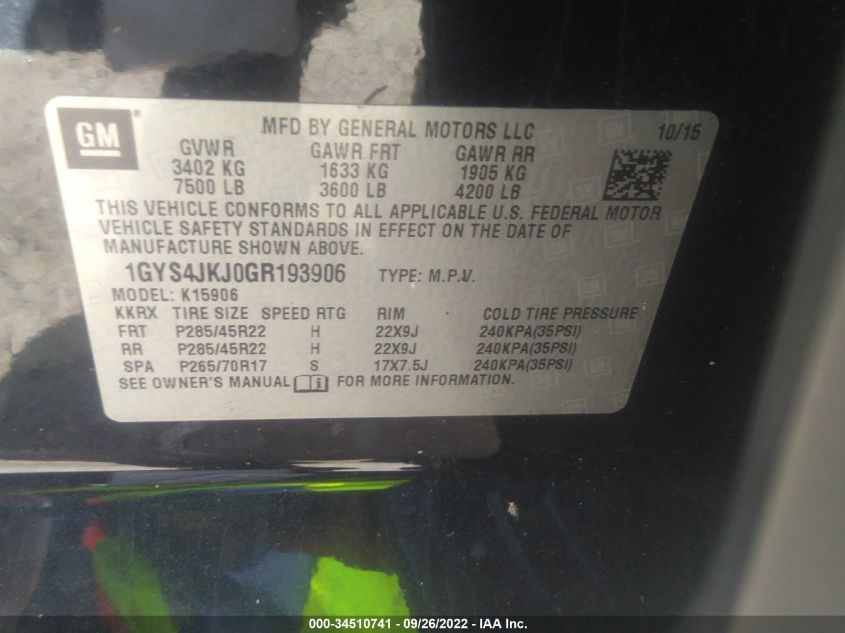 GM ® MFD BY GENERAL MOTORS LLC 10/15
GVWR GAWR FRT GAWR RR
3402 KG 1633 KG 1905 KG
7500 LB 3600 LB 4200 LB
THIS VEHICLE CONFORMS TO ALL APPLICABLE U.S. FEDERAL MOTOR
VEHICLE SAFETY STANDARDS IN EFFECT ON THE DATE OF
MANUFACTURE SHOWN ABOVE.
1GYS4JKJ0GR193906 TYPE: M.P.V.
MODEL: K15906
KKRX TIRE SIZE SPEED RTG RIM COLD TIRE PRESSURE
FRT P285/45R22 H 22X9J 240KPA(35PSI)
RR P285/45R22 H 22X9J 240KPA(35PSI)
SPA P265/70R17 S 17X7.5J 240KPA(35PSI)
SEE OWNER'S MANUAL i FOR MORE INFORMATION.
000-34510741 - 09/26/2022 - IAA Inc.